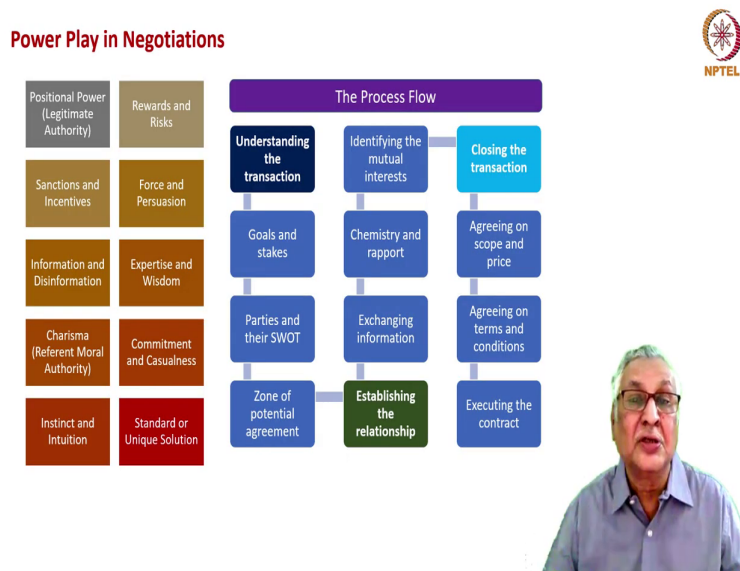 Power Play in Negotiations
NPTEL
Positional Power
(Legitimate
Authority)
Rewards and
Risks
Sanctions and
Incentives
Force and
Persuasion
Information and
Disinformation
Expertise and
Wisdom
Charisma
(Referent Moral
Authority)
Commitment
and Casualness
Instinct and
Intuition
Standard or
Unique Solution
The Process Flow
Understanding
the
transaction
Goals and
stakes
Parties and
their SWOT
Zone of
potential
agreement
Establishing
the
relationship
Exchanging
information
Chemistry and
rapport
Identifying the
mutual
interests
Closing the
transaction
Agreeing on
scope and
price
Agreeing on
terms and
conditions
Executing the
contract